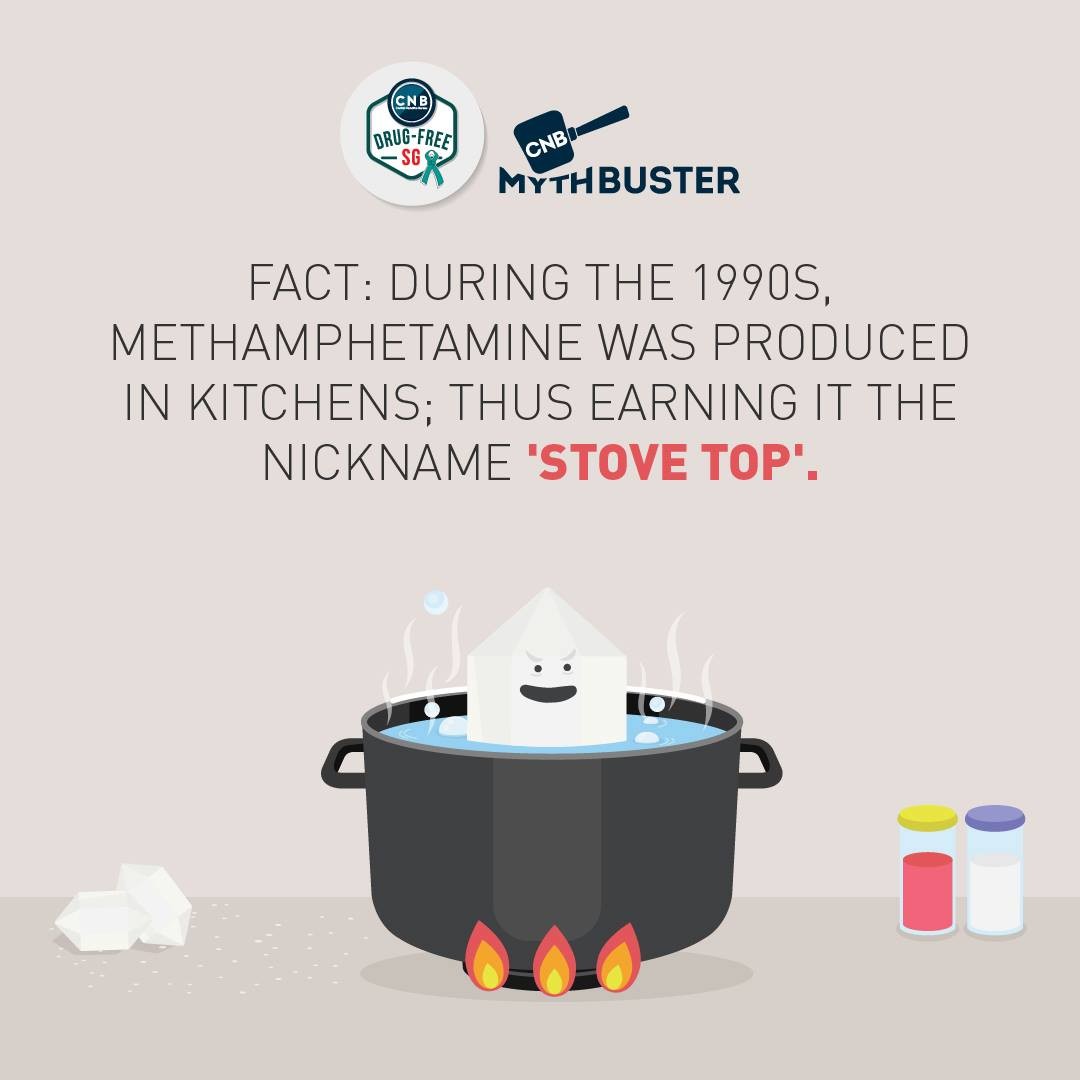 CNB
DRUG-FREE
SG
CNB
MYTHBUSTER
FACT: DURING THE 1990S,
METHAMPHETAMINE WAS PRODUCED
IN KITCHENS; THUS EARNING IT THE
NICKNAME 'STOVE TOP'.